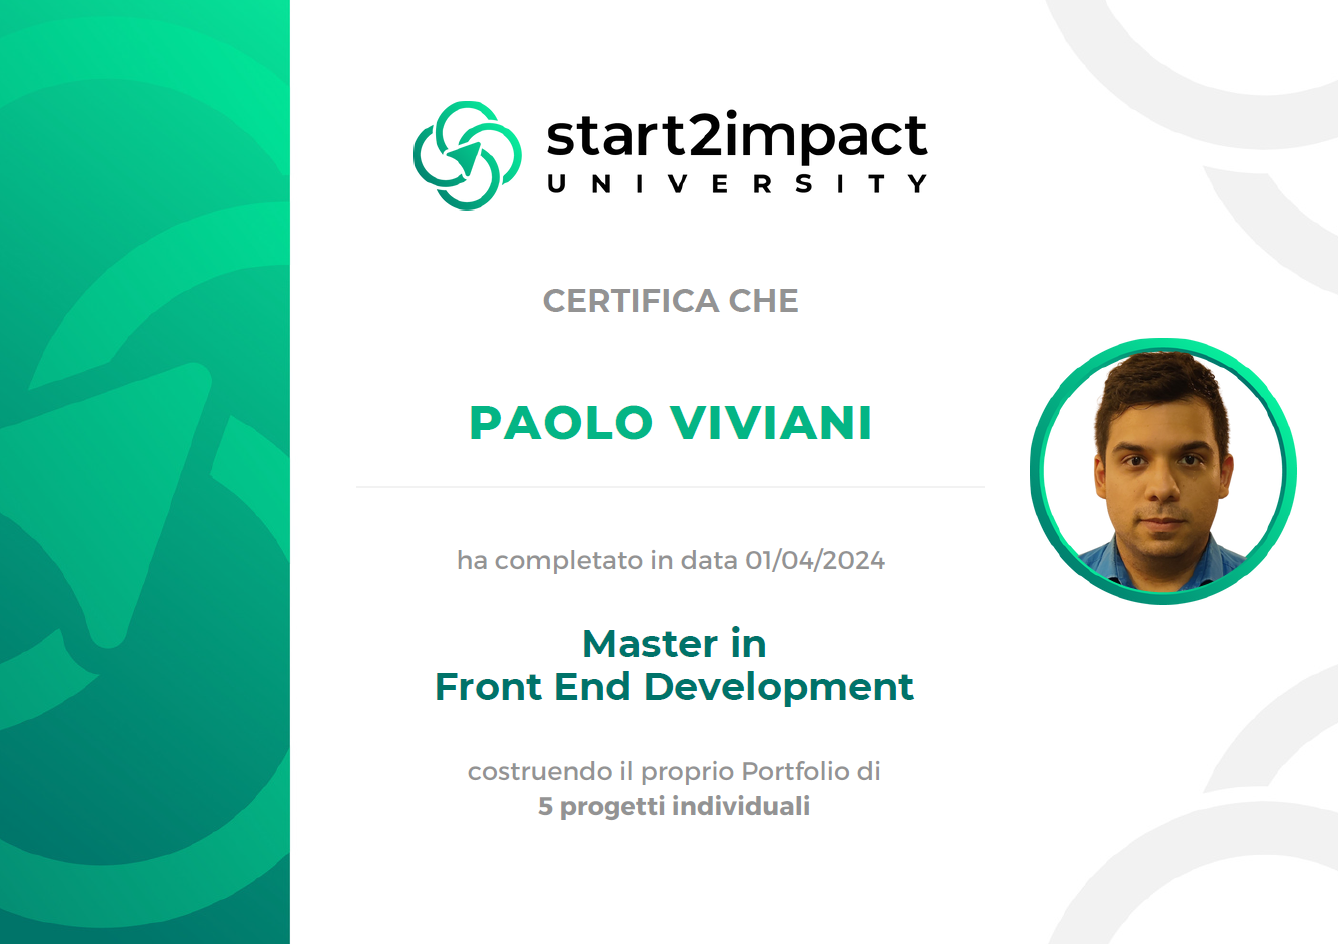 start2impact
UNIVERSITY
CERTIFICA CHE
PAOLO VIVIANI
ha completato in data 01/04/2024
Master in
Front End Development
costruendo il proprio Portfolio di
5 progetti individuali